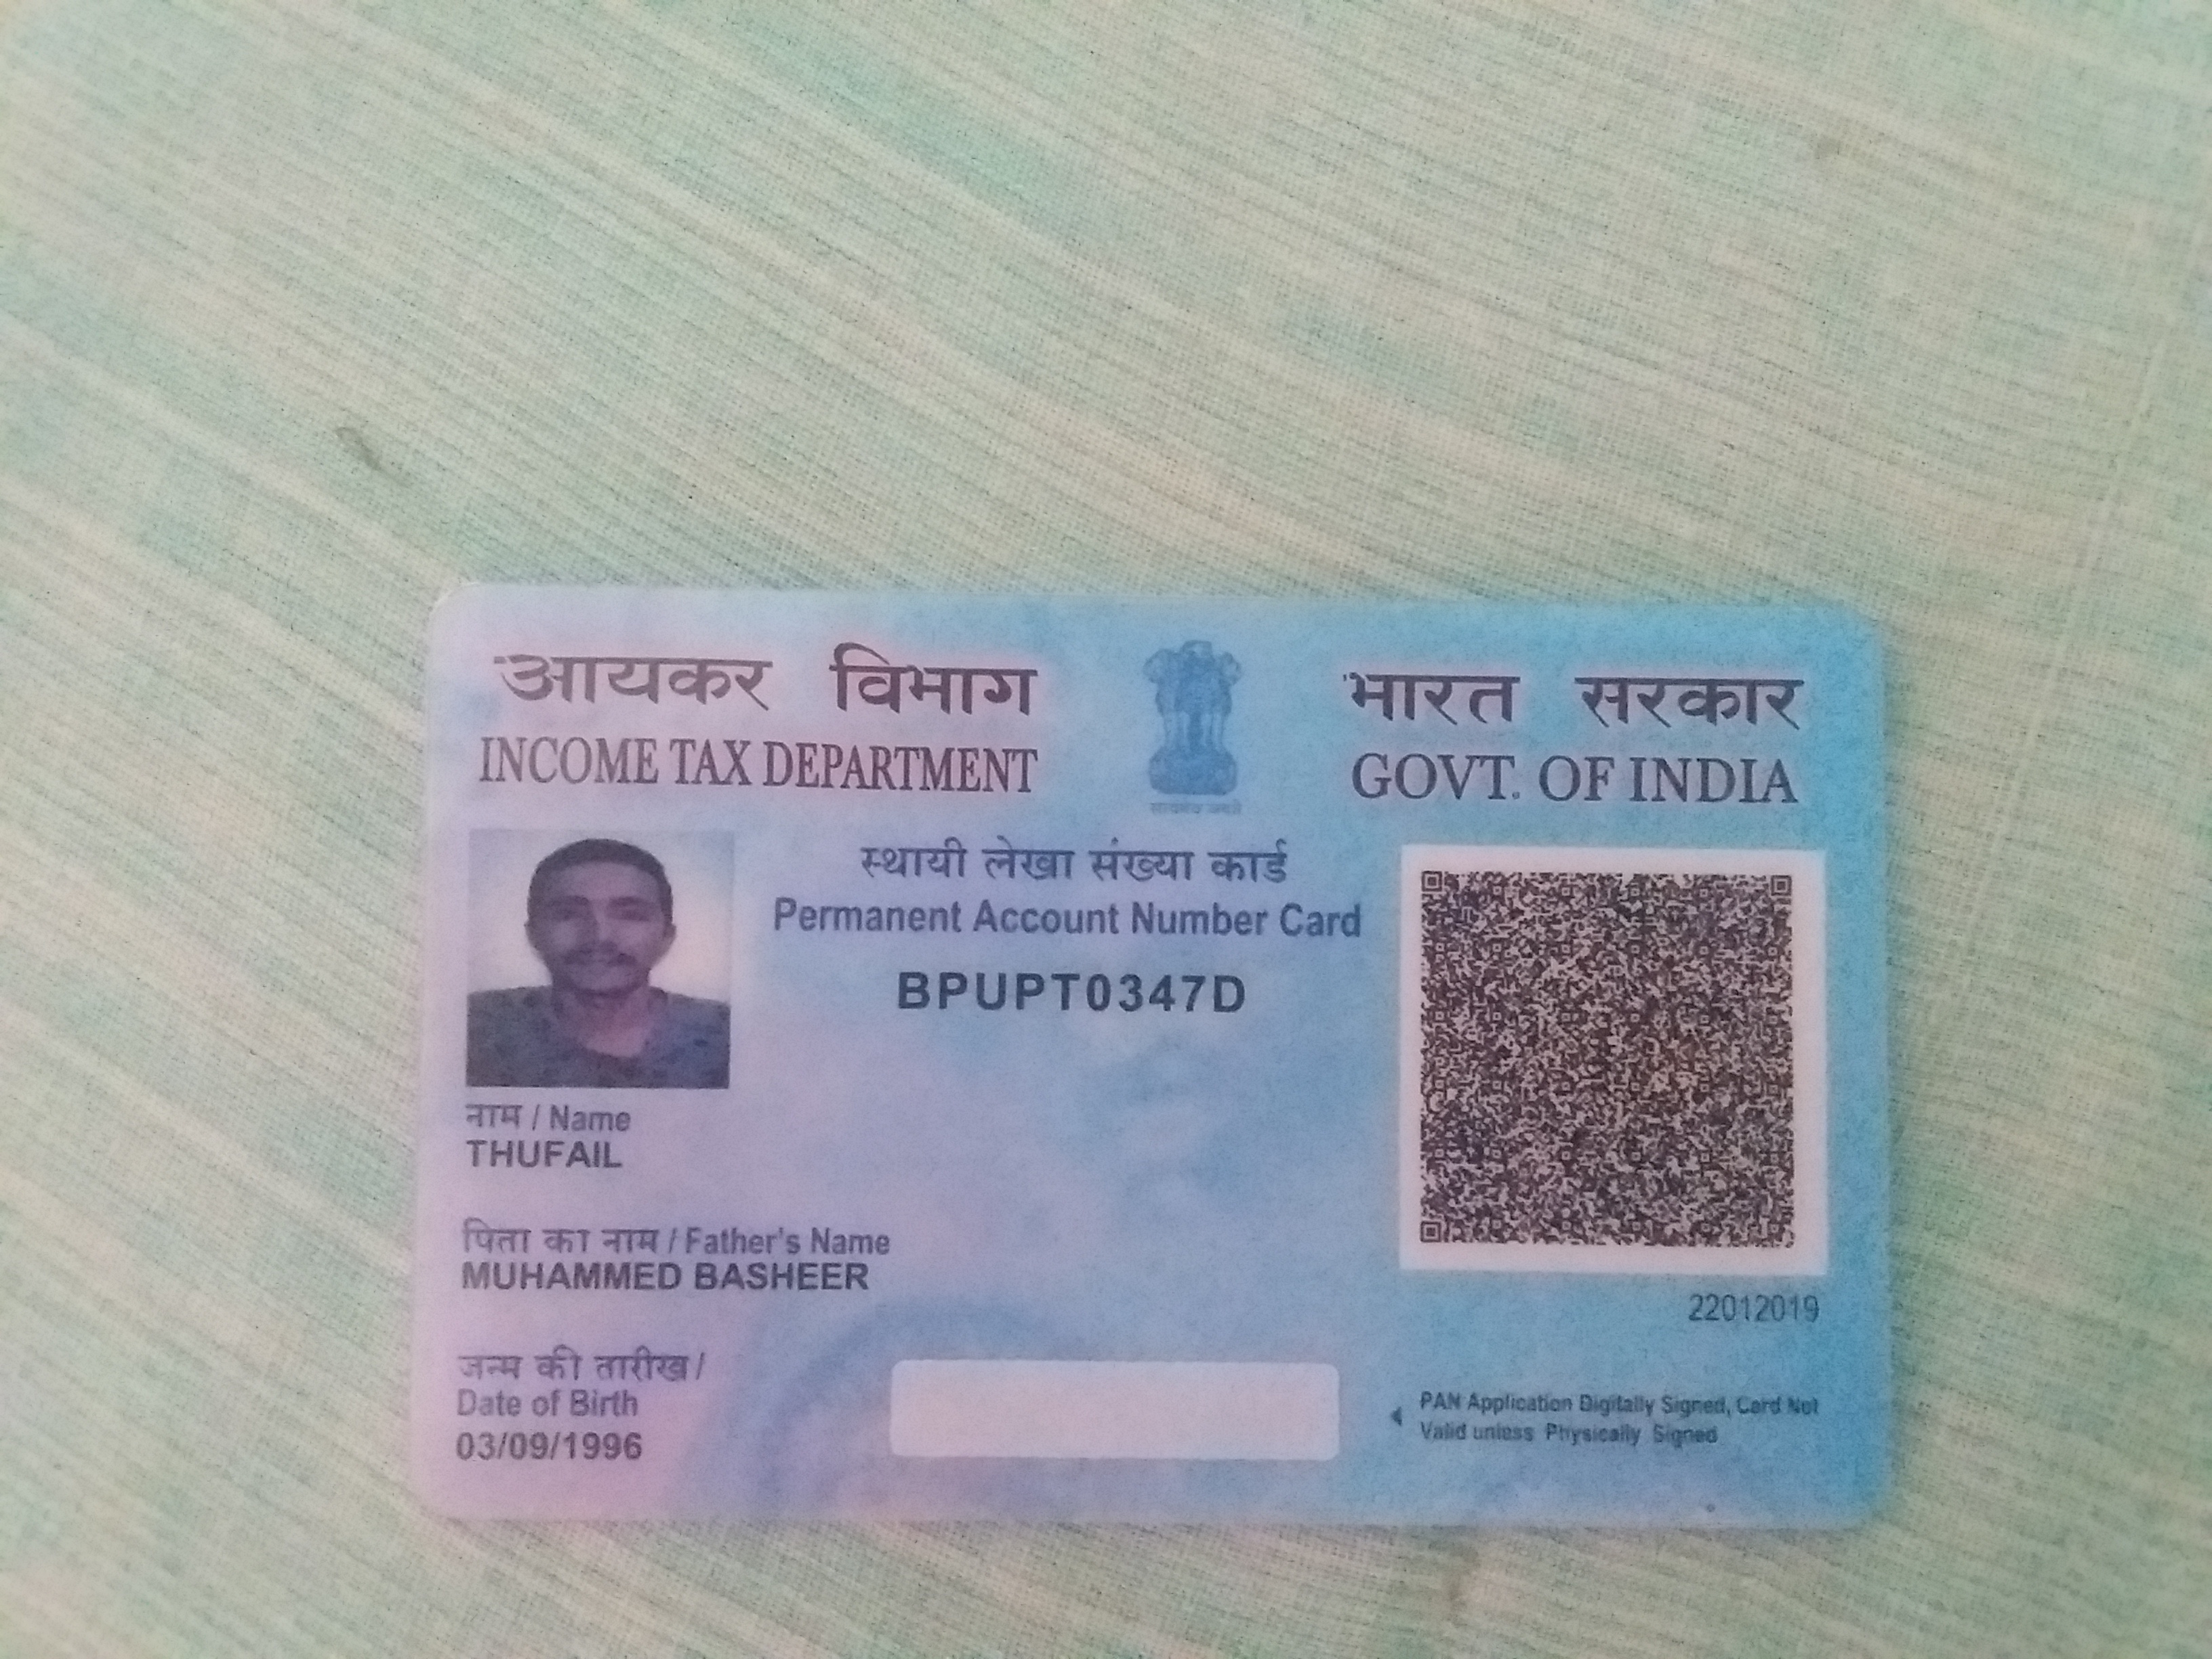 आयकर विभाग
INCOME TAX DEPARTMENT
भारत सरकार
GOVT. OF INDIA
स्थायी लेखा संख्या कार्ड
Permanent Account Number Card
BPUPT0347D
नाम / Name
THUFAIL
पिता का नाम / Father's Name
MUHAMMED BASHEER
जन्म की तारीख /
Date of Birth
03/09/1996
22012019
PAN Application Digitally Signed, Card Not
Valid unless Physically Signed